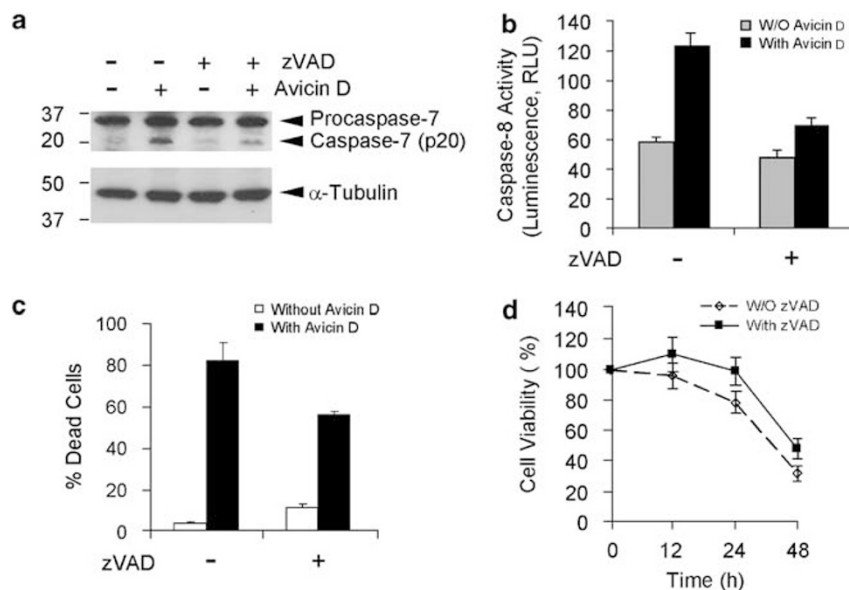 a
- - + + zVAD
- + - + Avicin D
37
Procaspase-7
20
Caspase-7 (p20)
50
α-Tubulin
37
b
W/O Avicin D
With Avicin D
Caspase-8 Activity
(Luminescence, RLU)
140
120
100
80
60
40
20
0
zVAD - +
c
Without Avicin D
With Avicin D
% Dead Cells
100
80
60
40
20
0
zVAD - +
d
W/O zVAD
With zVAD
Cell Viability ( %)
140
120
100
80
60
40
20
0
0 12 24 48
Time (h)